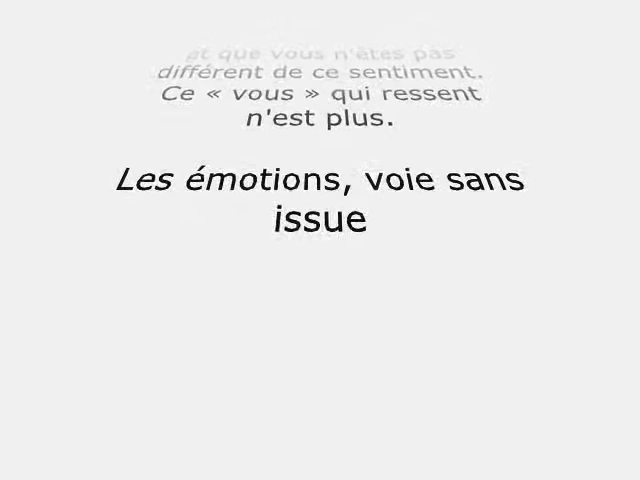 et que vous n'êtes pas
différent de ce sentiment.
Ce « vous » qui ressent
n'est plus.
Les émotions, voie sans
issue